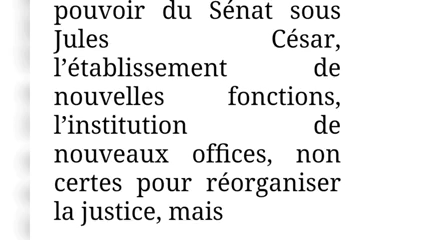 pouvoir du Sénat sous
Jules César,
l’établissement de
nouvelles fonctions,
l’institution de
nouveaux offices, non
certes pour réorganiser
la justice, mais